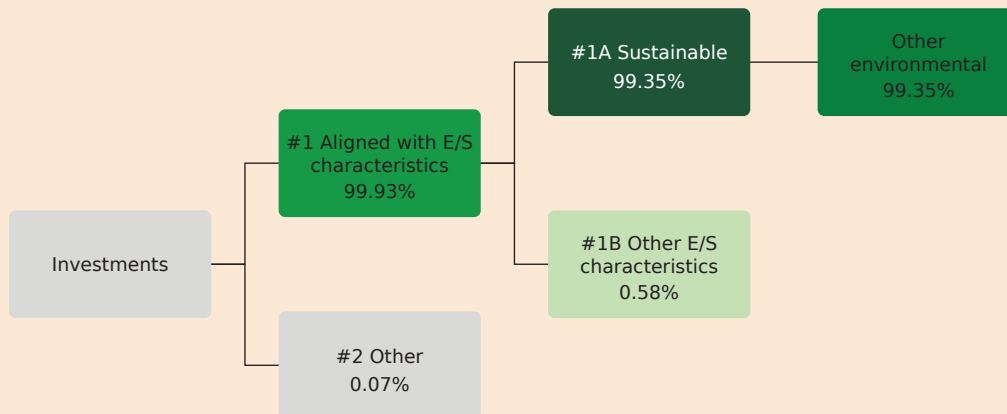 #1A Sustainable
99.35%
Other
environmental
99.35%
#1 Aligned with E/S
characteristics
99.93%
Investments
#1B Other E/S
characteristics
0.58%
#2 Other
0.07%